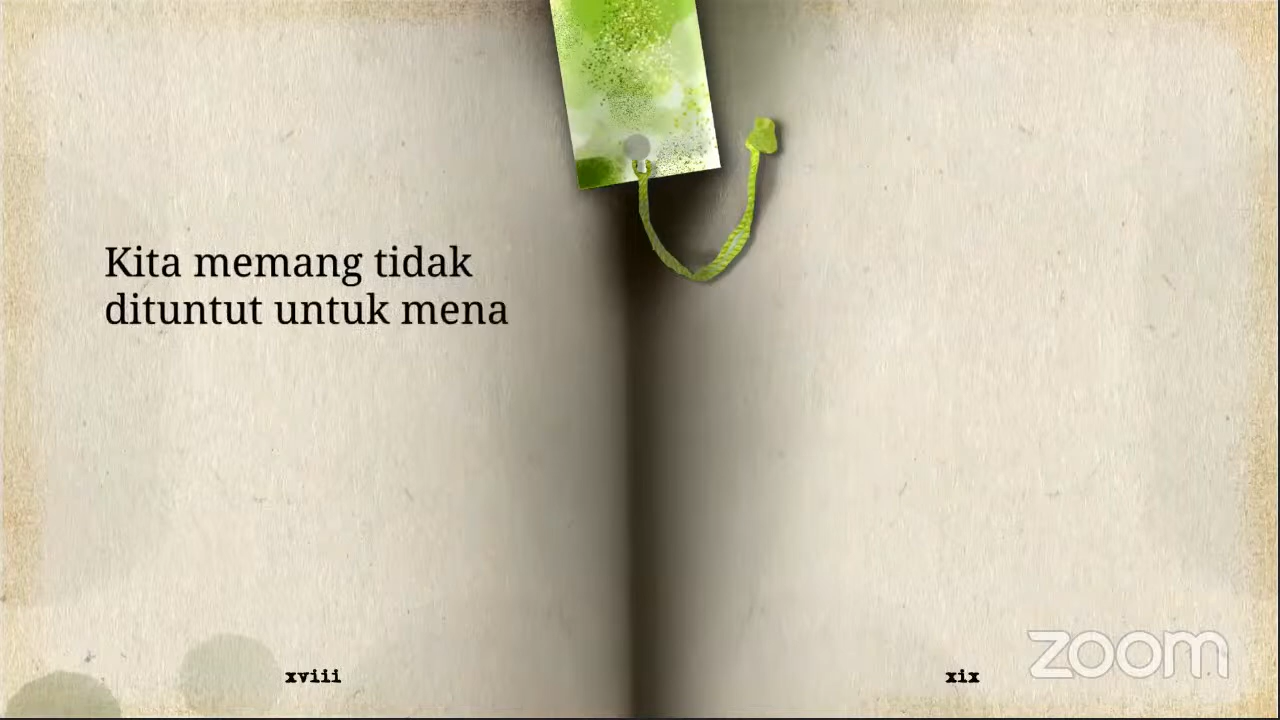 Kita memang tidak
dituntut untuk mena
xviii
xix
zoom